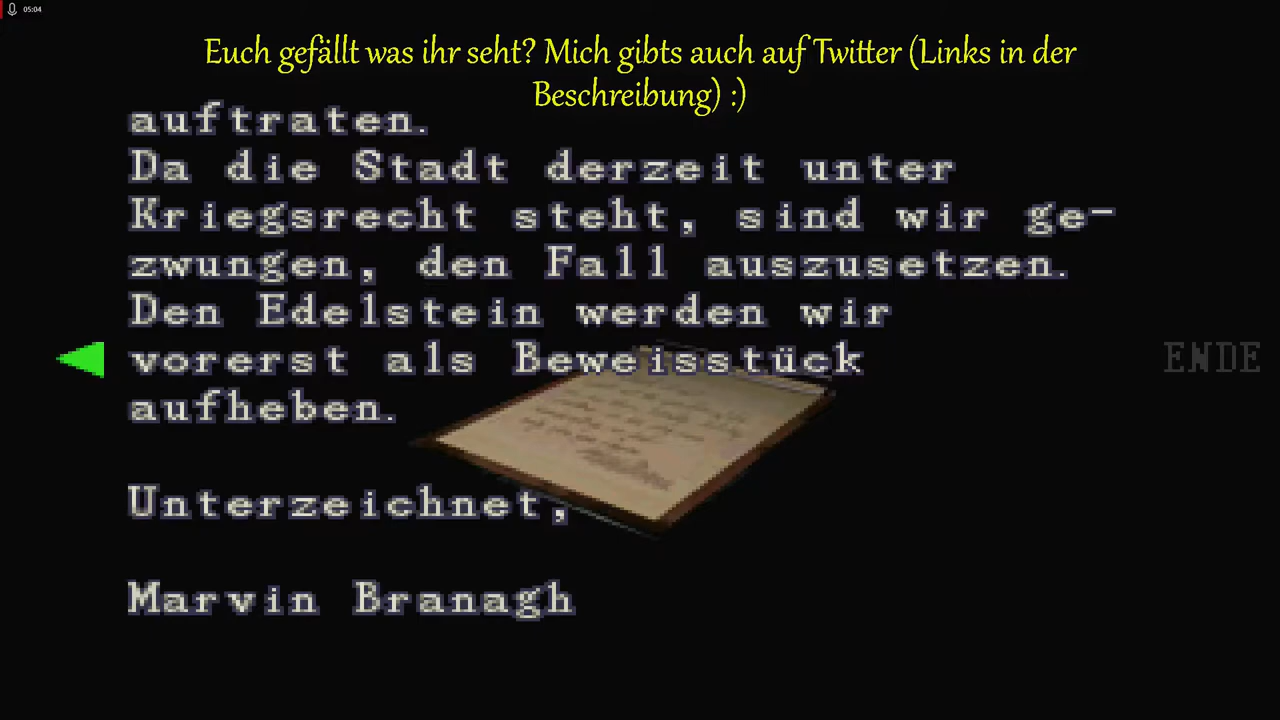 05:04
Euch gefällt was ihr seht? Mich gibts auch auf Twitter (Links in der
Beschreibung) :)
auftraten.
Da die Stadt derzeit unter
Kriegsrecht steht, sind wir ge-
zwungen, den Fall auszusetzen.
Den Edelstein werden wir
vorerst als Beweisstück
ENDE
aufheben.
Unterzeichnet,
Marvin Branagh